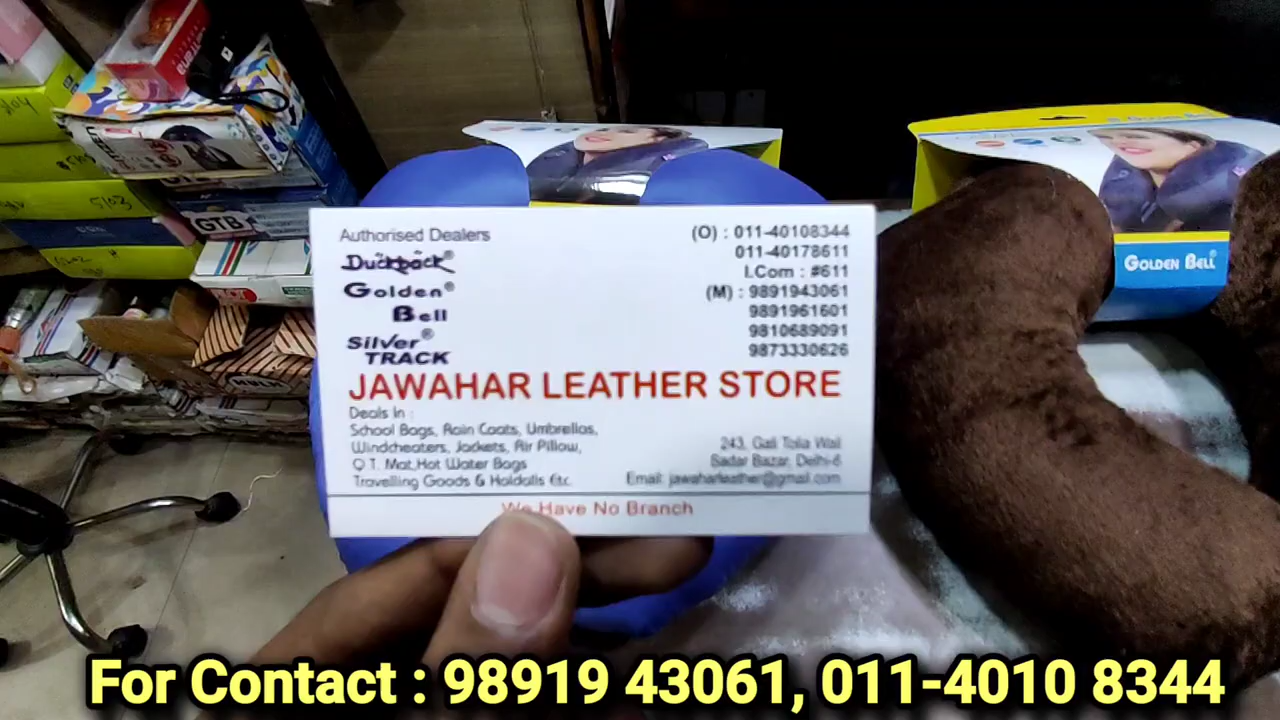 Authorised Dealers
Duckback®
Golden®
Bell
Silver®
TRACK
(O) : 011-40108344
011-40178611
I.Com : #611
(M) : 9891943061
9891961601
9810689091
9873330626
JAWAHAR LEATHER STORE
Deals In :
School Bags, Rain Coats, Umbrellas,
Windcheaters, Jackets, Air Pillow,
Q.T. Mat, Hot Water Bags
Travelling Goods & Holdalls Etc.
243, Gali Tolia Wali
Sadar Bazar, Delhi-6
Email: jawaharleather@gmail.com
We Have No Branch
GOLDEN BELL
GTB
5103
For Contact : 98919 43061, 011-4010 8344